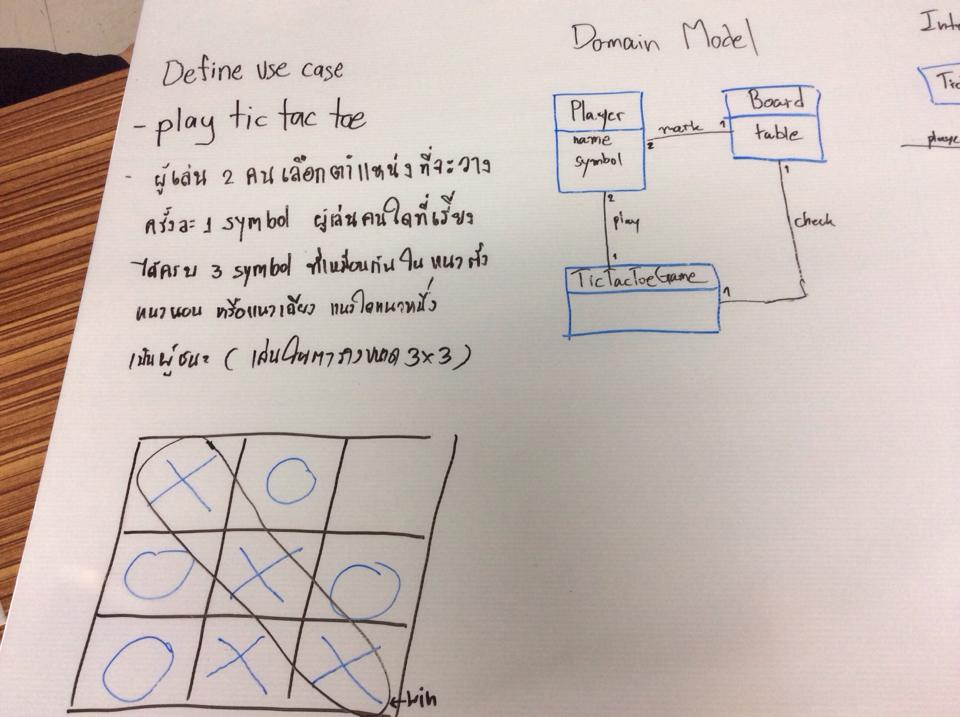 Define use case
- play tic tac toe
- ผู้เล่น 2 คน เลือกตำแหน่งที่จะวาง
ครั้งละ 1 symbol ผู้เล่นคนใดที่เรียง
ได้ครบ 3 symbol ที่เหมือนกันใน แนวตั้ง
แนวนอน หรือแนวเฉียง แนวใดแนวหนึ่ง
เป็นผู้ชนะ ( เล่นในตารางขนาด 3x3 )
X O
O X O
O X X
← win
Domain Model
Player
name
symbol
2 mark 1
Board
table
2
play
1
TicTacToeGame
1
check
1